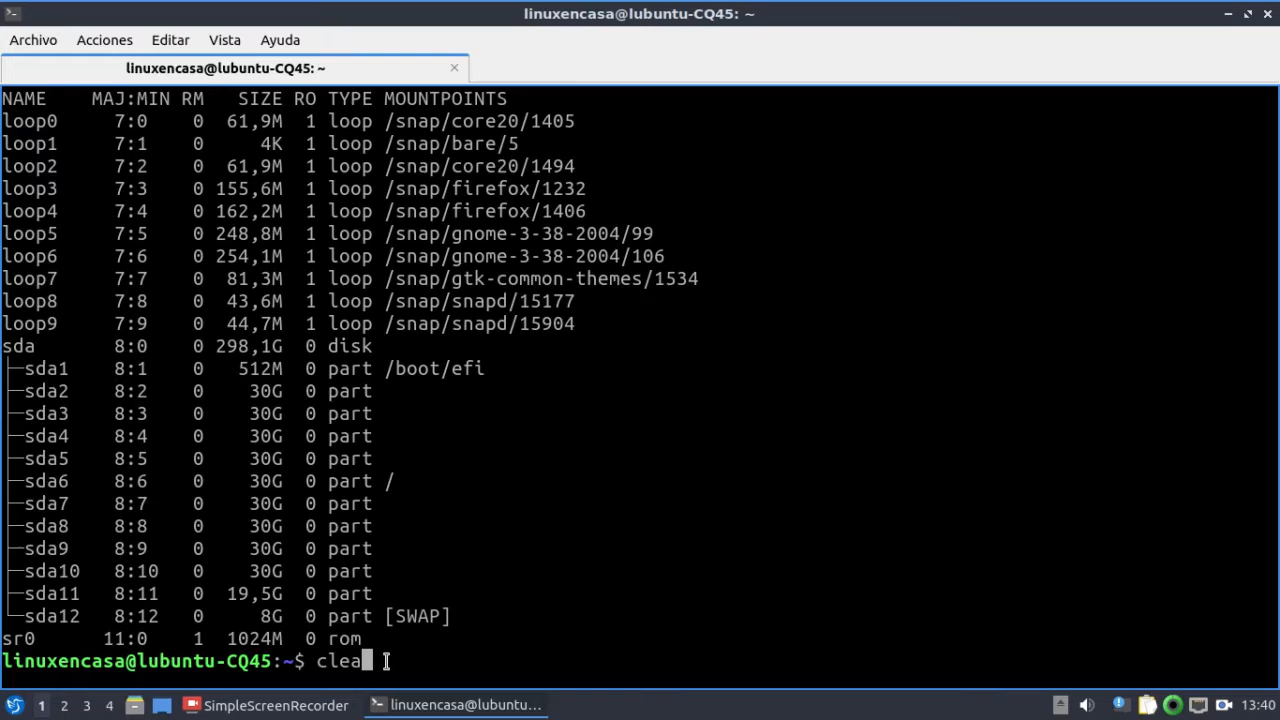 linuxencasa@lubuntu-CQ45: ~
Archivo Acciones Editar Vista Ayuda
linuxencasa@lubuntu-CQ45: ~
NAME MAJ:MIN RM SIZE RO TYPE MOUNTPOINTS
loop0 7:0 0 61,9M 1 loop /snap/core20/1405
loop1 7:1 0 4K 1 loop /snap/bare/5
loop2 7:2 0 61,9M 1 loop /snap/core20/1494
loop3 7:3 0 155,6M 1 loop /snap/firefox/1232
loop4 7:4 0 162,2M 1 loop /snap/firefox/1406
loop5 7:5 0 248,8M 1 loop /snap/gnome-3-38-2004/99
loop6 7:6 0 254,1M 1 loop /snap/gnome-3-38-2004/106
loop7 7:7 0 81,3M 1 loop /snap/gtk-common-themes/1534
loop8 7:8 0 43,6M 1 loop /snap/snapd/15177
loop9 7:9 0 44,7M 1 loop /snap/snapd/15904
sda 8:0 0 298,1G 0 disk
├─sda1 8:1 0 512M 0 part /boot/efi
├─sda2 8:2 0 30G 0 part
├─sda3 8:3 0 30G 0 part
├─sda4 8:4 0 30G 0 part
├─sda5 8:5 0 30G 0 part
├─sda6 8:6 0 30G 0 part /
├─sda7 8:7 0 30G 0 part
├─sda8 8:8 0 30G 0 part
├─sda9 8:9 0 30G 0 part
├─sda10 8:10 0 30G 0 part
├─sda11 8:11 0 19,5G 0 part
└─sda12 8:12 0 8G 0 part [SWAP]
sr0 11:0 1 1024M 0 rom
linuxencasa@lubuntu-CQ45:~$ clea
1 2 3 4 SimpleScreenRecorder linuxencasa@lubuntu... 13:40